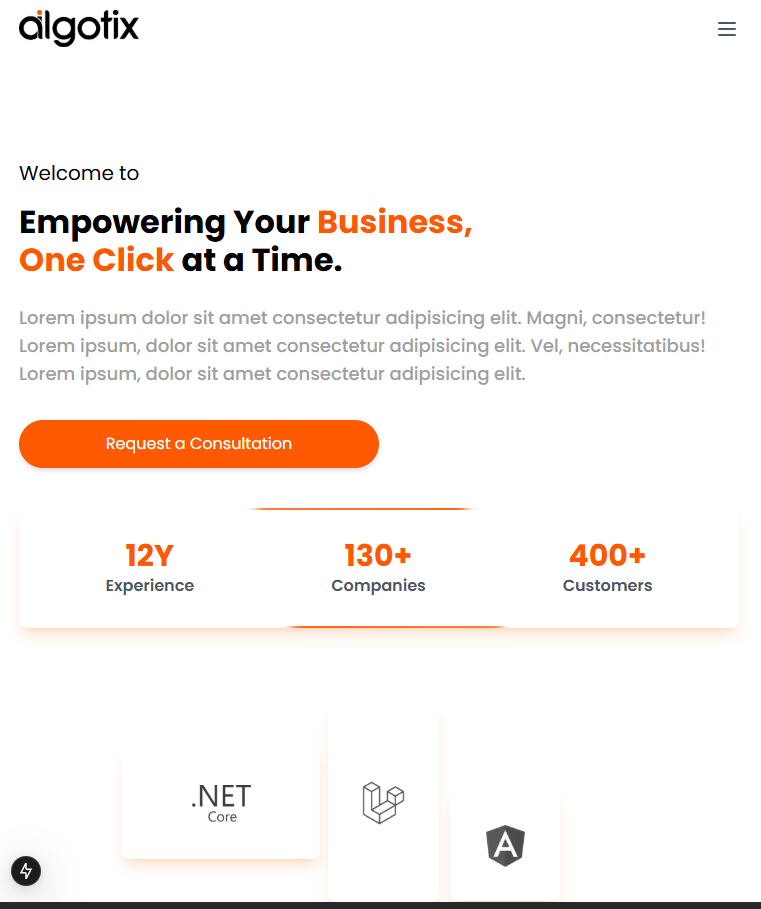 algofix
Welcome to
Empowering Your Business,
One Click at a Time.
Lorem ipsum dolor sit amet consectetur adipisicing elit. Magni, consectetur!
Lorem ipsum, dolor sit amet consectetur adipisicing elit. Vel, necessitatibus!
Lorem ipsum, dolor sit amet consectetur adipisicing elit.
Request a Consultation
12Y 130+ 400+
Experience Companies Customers
.NET
Core
A